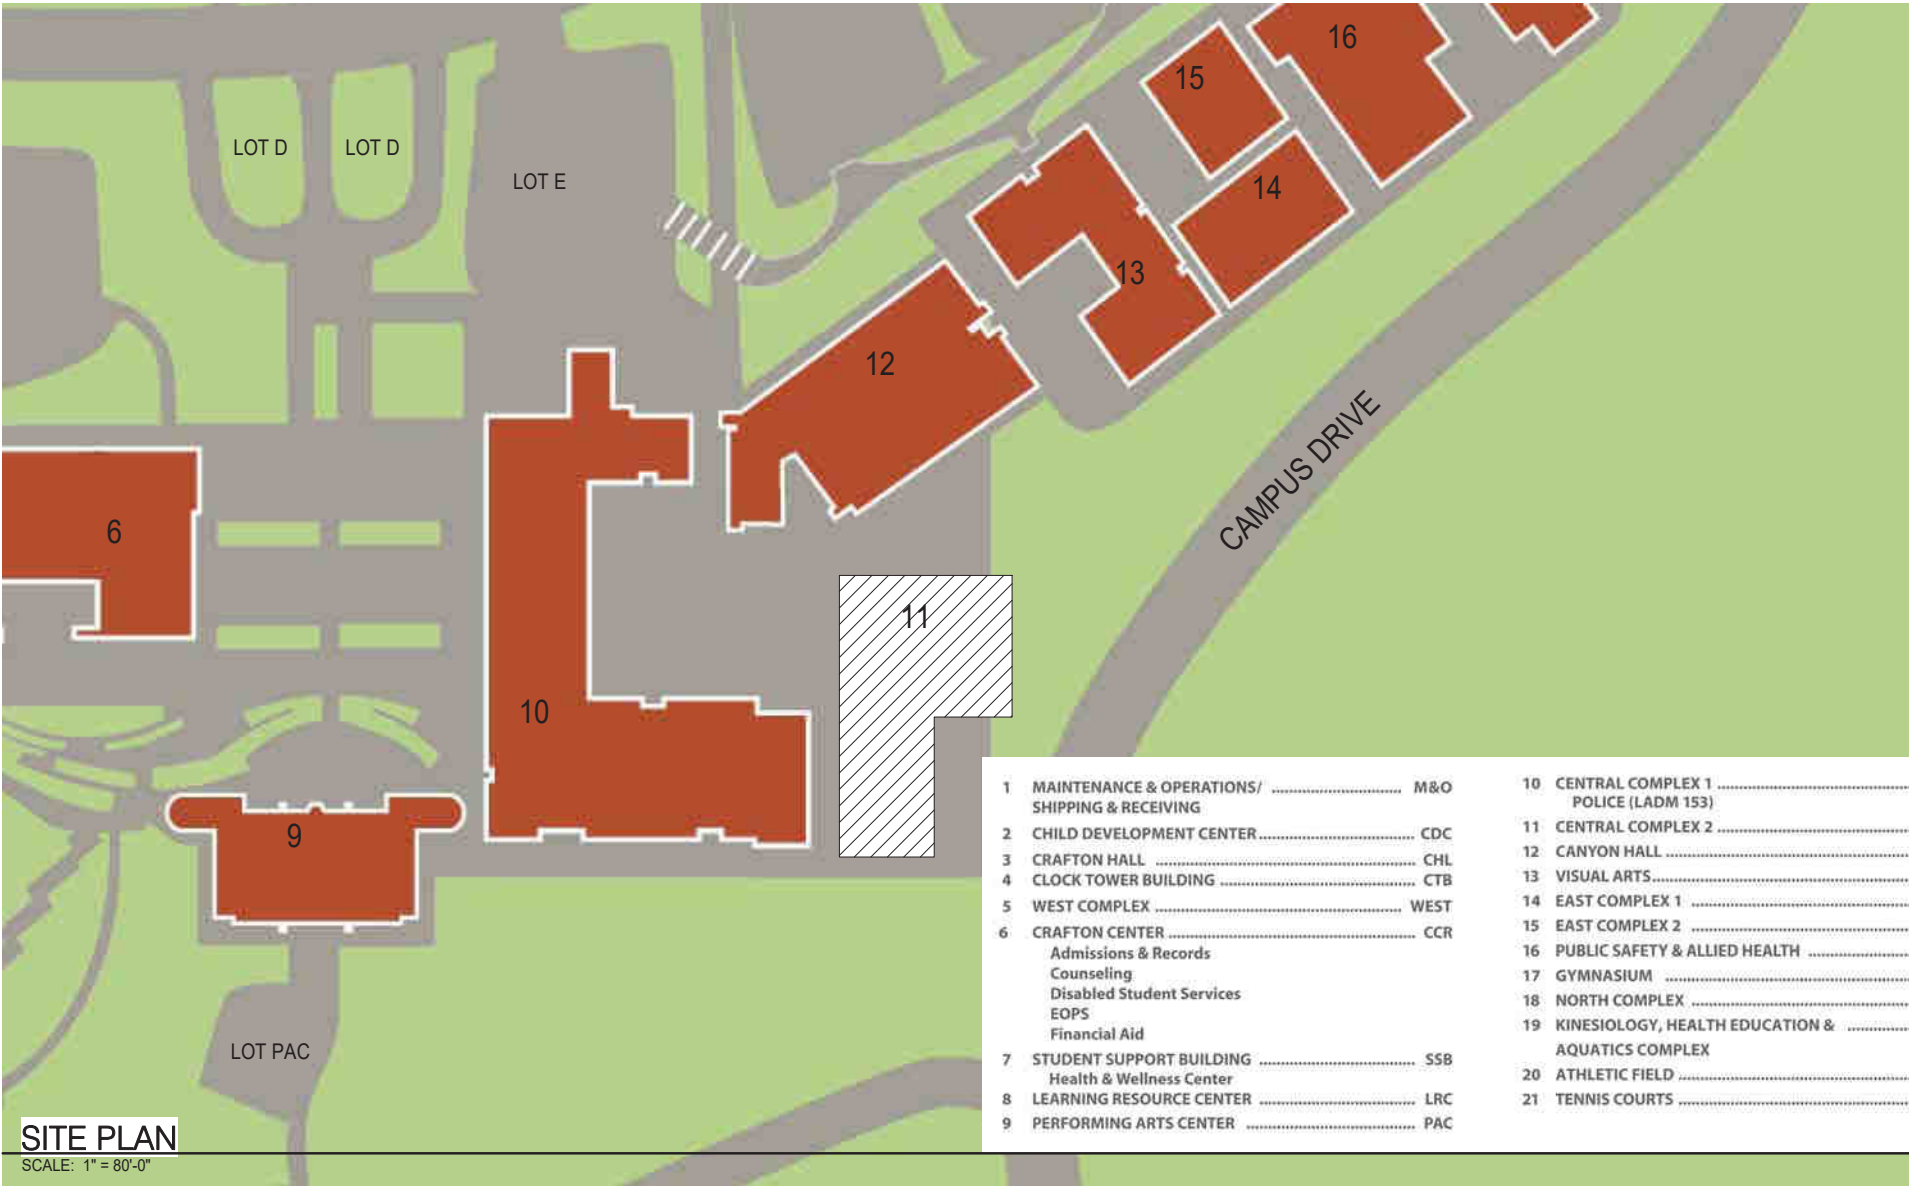 16
15
LOT D
LOT D
LOT E
14
13
12
CAMPUS DRIVE
6
11
10
9
LOT PAC
1 MAINTENANCE & OPERATIONS/ .......... M&O
SHIPPING & RECEIVING
2 CHILD DEVELOPMENT CENTER .......... CDC
3 CRAFTON HALL .......... CHL
4 CLOCK TOWER BUILDING .......... CTB
5 WEST COMPLEX .......... WEST
6 CRAFTON CENTER .......... CCR
Admissions & Records
Counseling
Disabled Student Services
EOPS
Financial Aid
7 STUDENT SUPPORT BUILDING .......... SSB
Health & Wellness Center
8 LEARNING RESOURCE CENTER .......... LRC
9 PERFORMING ARTS CENTER .......... PAC
10 CENTRAL COMPLEX 1 ..........
POLICE (LADM 153)
11 CENTRAL COMPLEX 2 ..........
12 CANYON HALL ..........
13 VISUAL ARTS ..........
14 EAST COMPLEX 1 ..........
15 EAST COMPLEX 2 ..........
16 PUBLIC SAFETY & ALLIED HEALTH ..........
17 GYMNASIUM ..........
18 NORTH COMPLEX ..........
19 KINESIOLOGY, HEALTH EDUCATION & ..........
AQUATICS COMPLEX
20 ATHLETIC FIELD ..........
21 TENNIS COURTS ..........
SITE PLAN
SCALE: 1" = 80'-0"